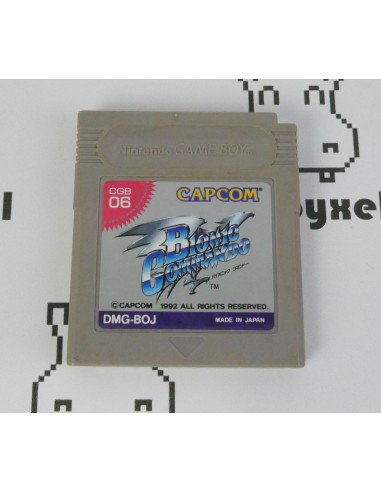 Nintendo GAME BOY
CGB
06
CAPCOM
BIONIC
COMMANDO
TM
©CAPCOM 1992 ALL RIGHTS RESERVED.
DMG-BOJ
MADE IN JAPAN
yxel